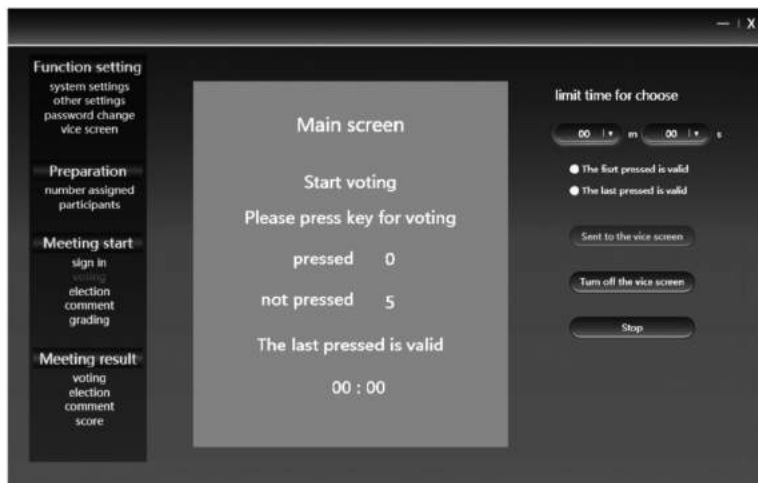 — | X
Function setting
system settings
other settings
password change
vice screen
Preparation
number assigned
participants
Meeting start
sign in
voting
election
comment
grading
Meeting result
voting
election
comment
score
Main screen
Start voting
Please press key for voting
pressed 0
not pressed 5
The last pressed is valid
00 : 00
limit time for choose
00 m 00 s
The fisrt pressed is valid
The last pressed is valid
Sent to the vice screen
Turn off the vice screen
Stop